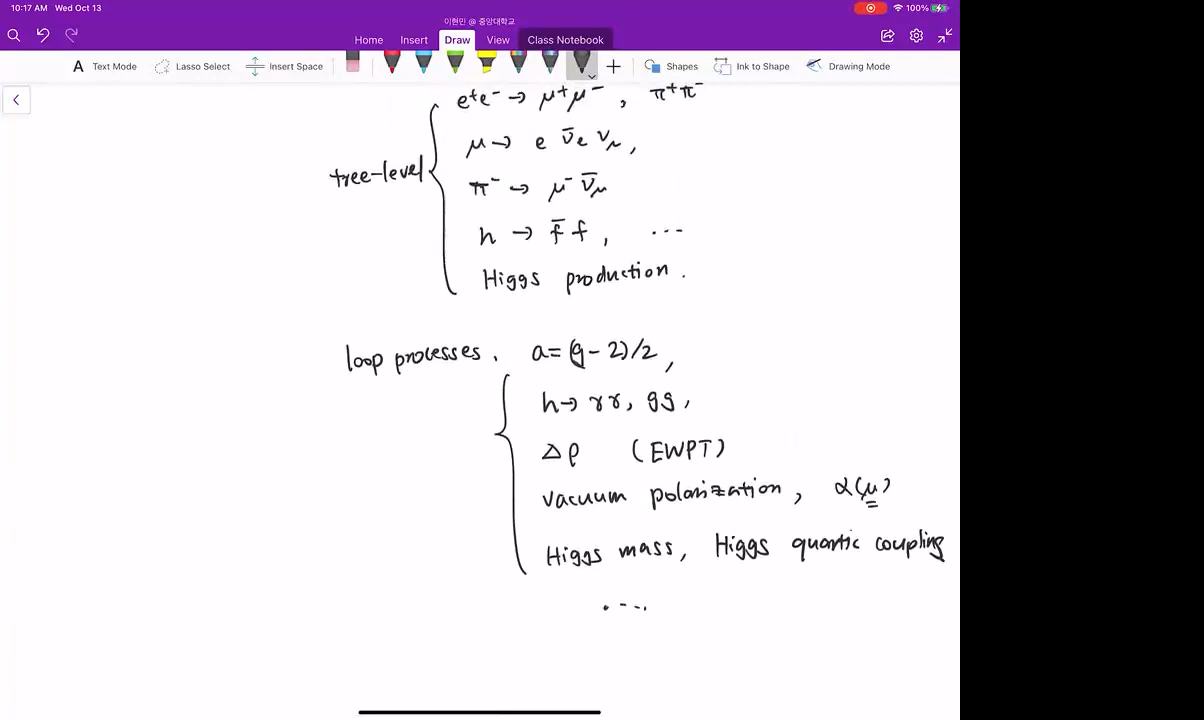 10:17 AM Wed Oct 13
100%
이현민 @ 중앙대학교
Home Insert Draw View Class Notebook
A Text Mode Lasso Select Insert Space Shapes Ink to Shape Drawing Mode
e⁺e⁻ → μ⁺μ⁻, π⁺π⁻
μ → e ν̄e νμ,
tree-level
π⁻ → μ⁻ ν̄μ
h → f̄ f, ...
Higgs production.
loop processes. a=(g-2)/2,
h→ γγ, gg,
Δρ (EWPT)
vacuum polarization, α(μ)
Higgs mass, Higgs quartic coupling
....